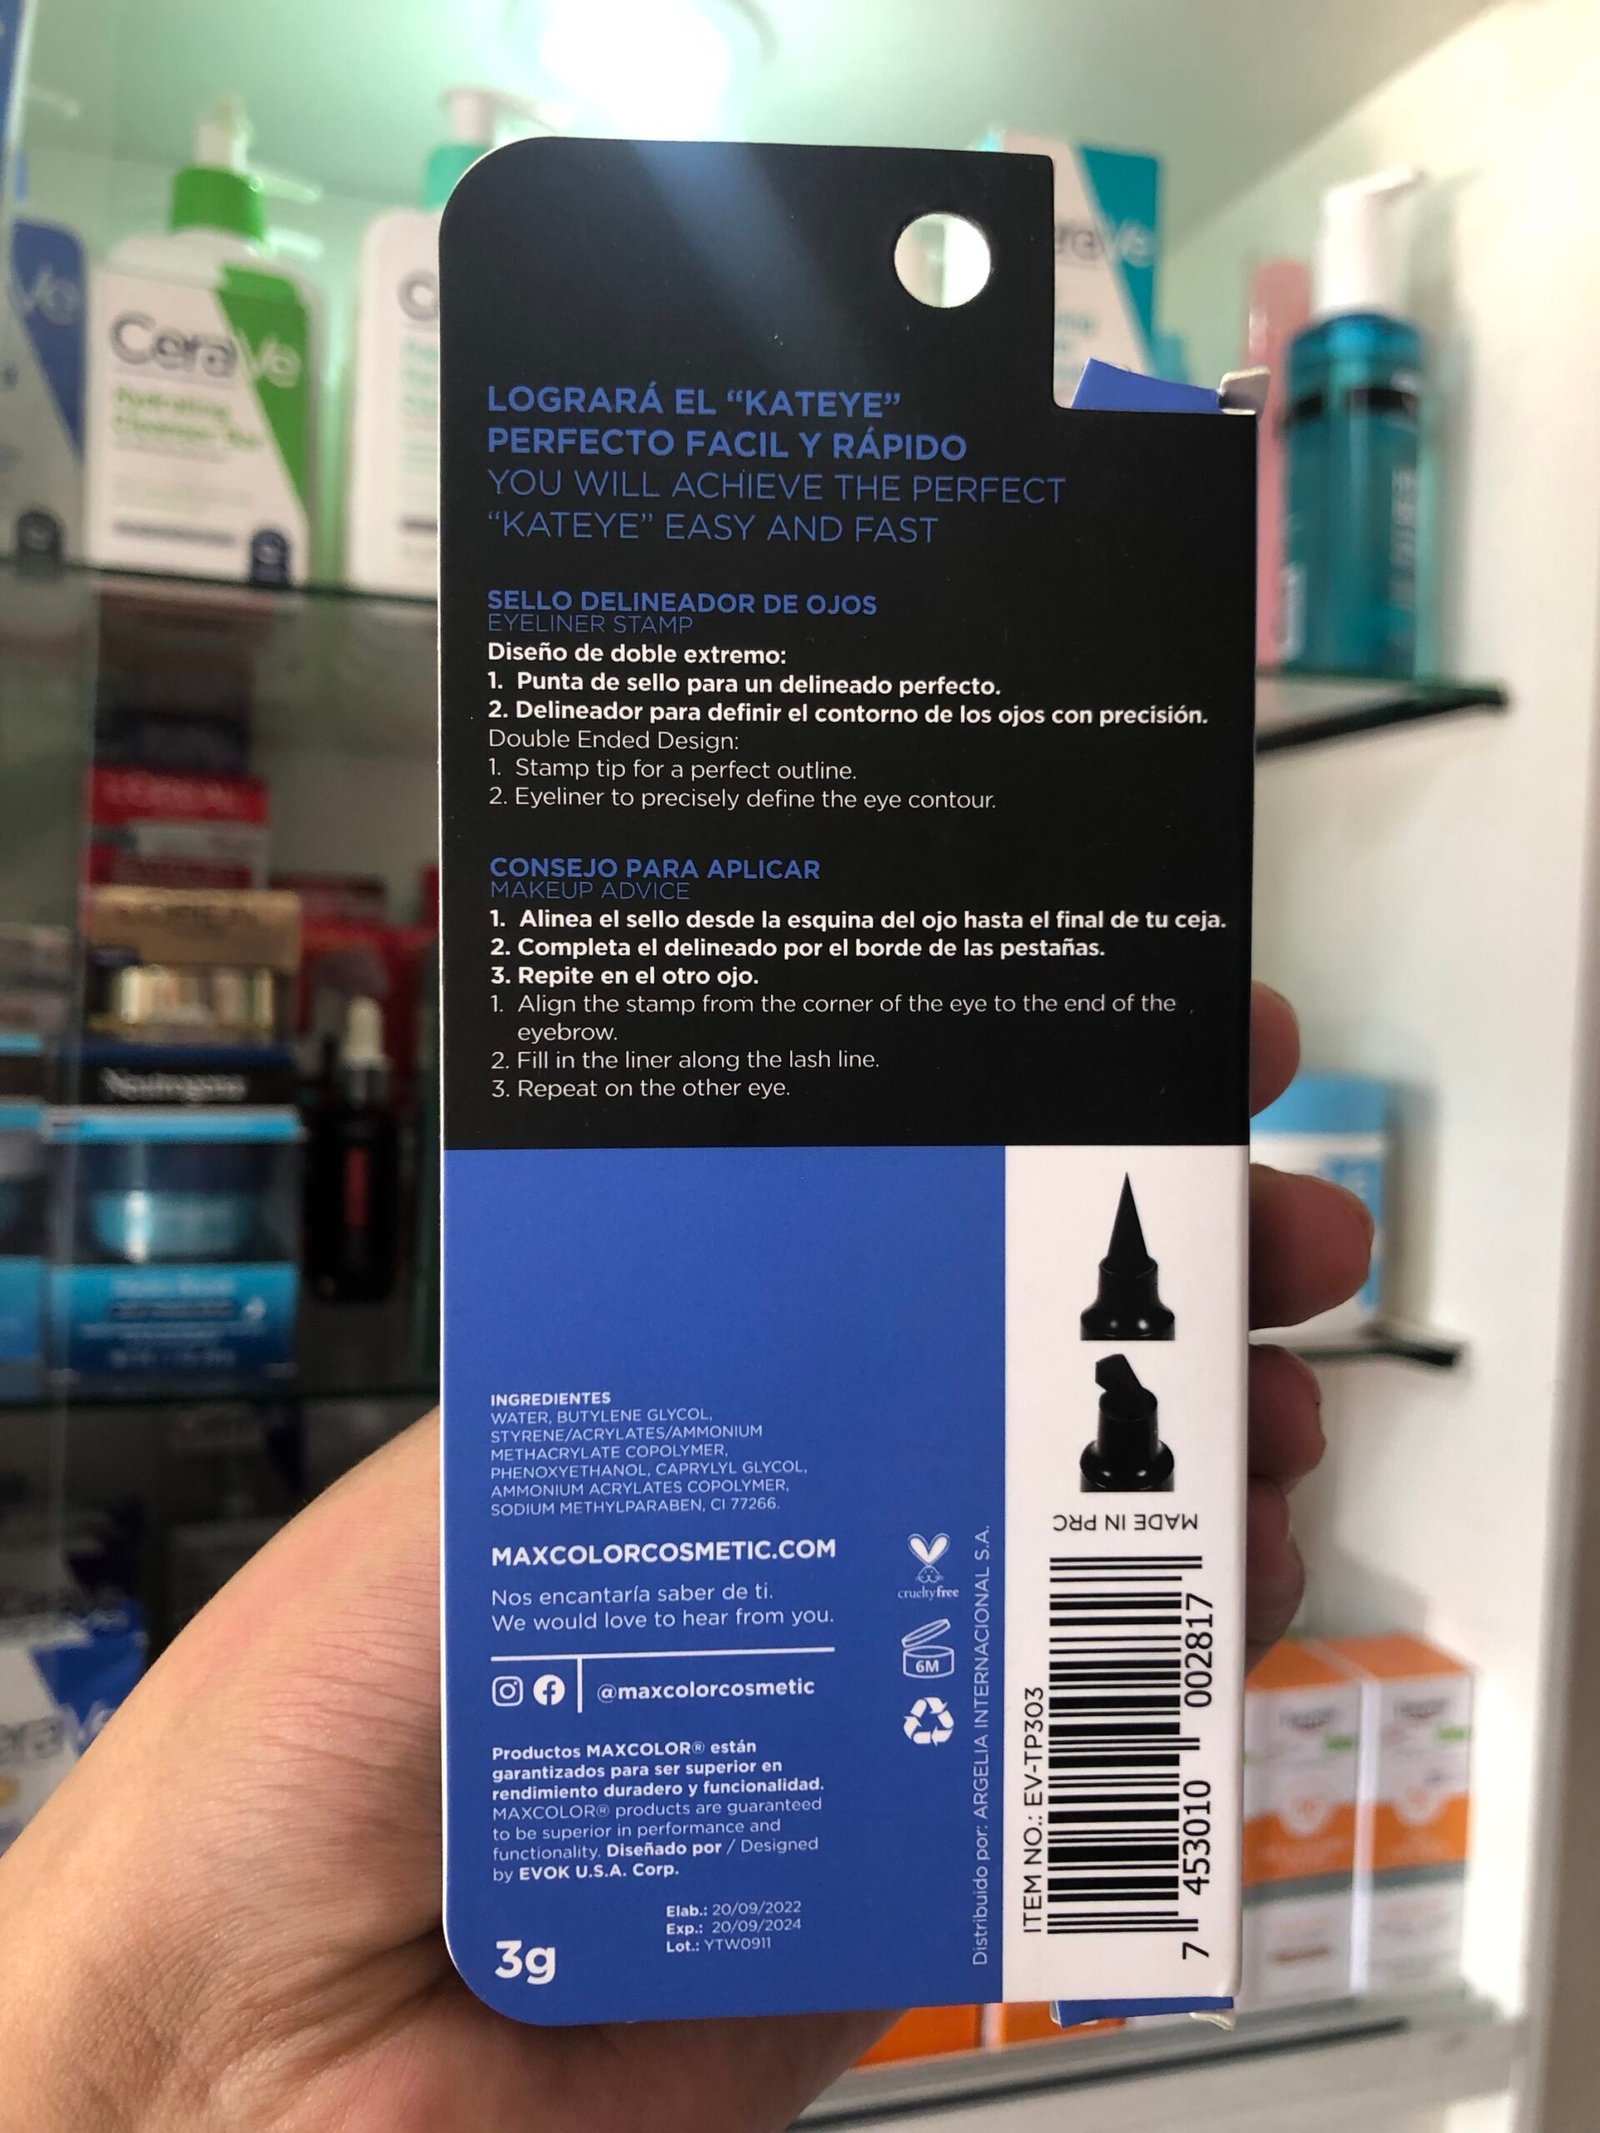 LOGRARÁ EL “KATEYE”
PERFECTO FACIL Y RÁPIDO
YOU WILL ACHIEVE THE PERFECT
“KATEYE” EASY AND FAST
SELLO DELINEADOR DE OJOS
EYELINER STAMP
Diseño de doble extremo:
1. Punta de sello para un delineado perfecto.
2. Delineador para definir el contorno de los ojos con precisión.
Double Ended Design:
1. Stamp tip for a perfect outline.
2. Eyeliner to precisely define the eye contour.
CONSEJO PARA APLICAR
MAKEUP ADVICE
1. Alinea el sello desde la esquina del ojo hasta el final de tu ceja.
2. Completa el delineado por el borde de las pestañas.
3. Repite en el otro ojo.
1. Align the stamp from the corner of the eye to the end of the
eyebrow.
2. Fill in the liner along the lash line.
3. Repeat on the other eye.
INGREDIENTES
WATER, BUTYLENE GLYCOL,
STYRENE/ACRYLATES/AMMONIUM
METHACRYLATE COPOLYMER,
PHENOXYETHANOL, CAPRYLYL GLYCOL,
AMMONIUM ACRYLATES COPOLYMER,
SODIUM METHYLPARABEN, CI 77266.
MAXCOLORCOSMETIC.COM
Nos encantaría saber de ti.
We would love to hear from you.
@maxcolorcosmetic
Productos MAXCOLOR® están
garantizados para ser superior en
rendimiento duradero y funcionalidad.
MAXCOLOR® products are guaranteed
to be superior in performance and
functionality. Diseñado por / Designed
by EVOK U.S.A. Corp.
Elab.: 20/09/2022
Exp.: 20/09/2024
Lot.: YTW0911
3g
crueltyfree
6M
Distribuido por: ARGELIA INTERNACIONAL S.A.
MADE IN PRC
ITEM NO.: EV-TP303
7 453010 002817
CeraVe
Hydrating
Neutrogena